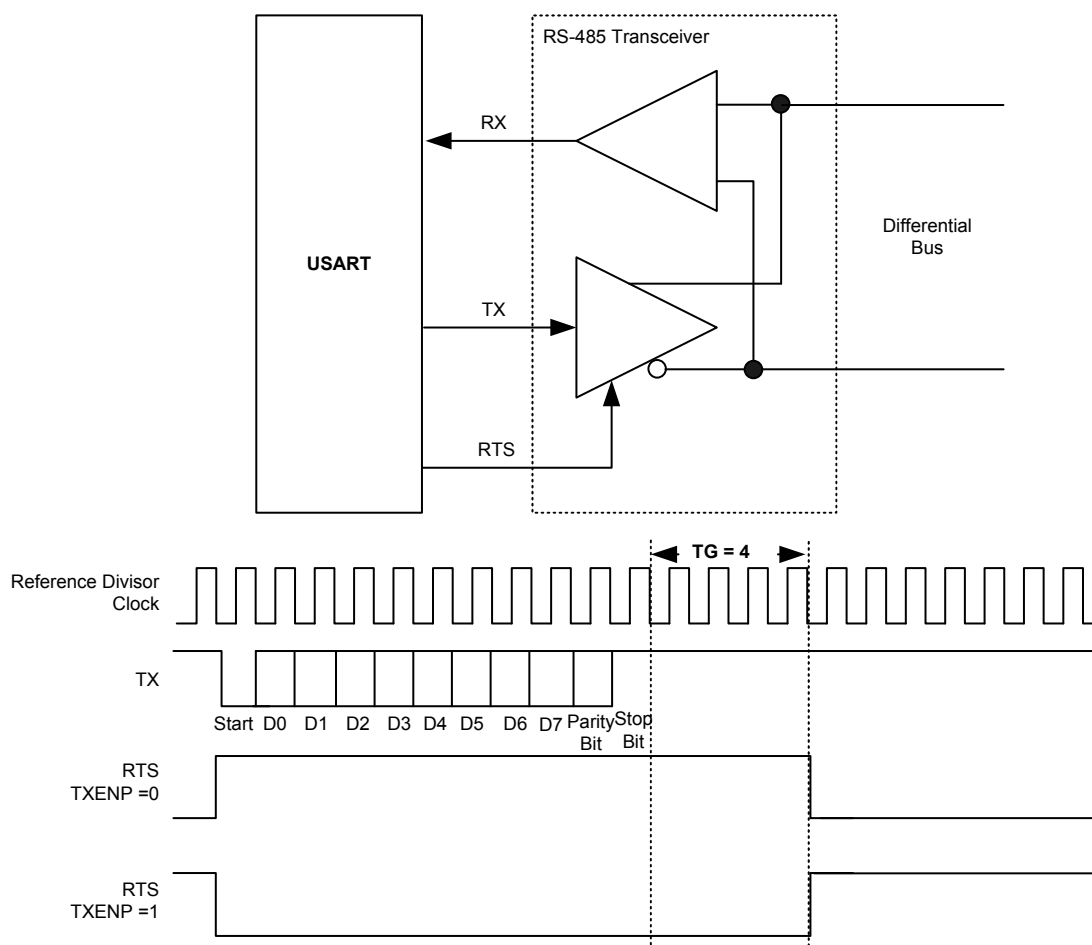 RS-485 Transceiver
RX
USART
Differential
Bus
TX
RTS
TG = 4
Reference Divisor
Clock
TX
Start D0 D1 D2 D3 D4 D5 D6 D7 Parity Stop
Bit Bit
RTS
TXENP =0
RTS
TXENP =1